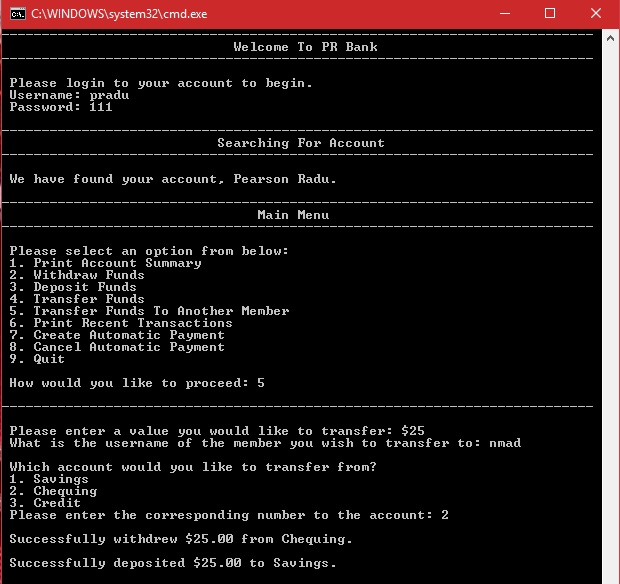 C:\WINDOWS\system32\cmd.exe
Welcome To PR Bank
Please login to your account to begin.
Username: pradu
Password: 111
Searching For Account
We have found your account, Pearson Radu.
Main Menu
Please select an option from below:
1. Print Account Summary
2. Withdraw Funds
3. Deposit Funds
4. Transfer Funds
5. Transfer Funds To Another Member
6. Print Recent Transactions
7. Create Automatic Payment
8. Cancel Automatic Payment
9. Quit
How would you like to proceed: 5
Please enter a value you would like to transfer: $25
What is the username of the member you wish to transfer to: nmad
Which account would you like to transfer from?
1. Savings
2. Chequing
3. Credit
Please enter the corresponding number to the account: 2
Successfully withdrew $25.00 from Chequing.
Successfully deposited $25.00 to Savings.